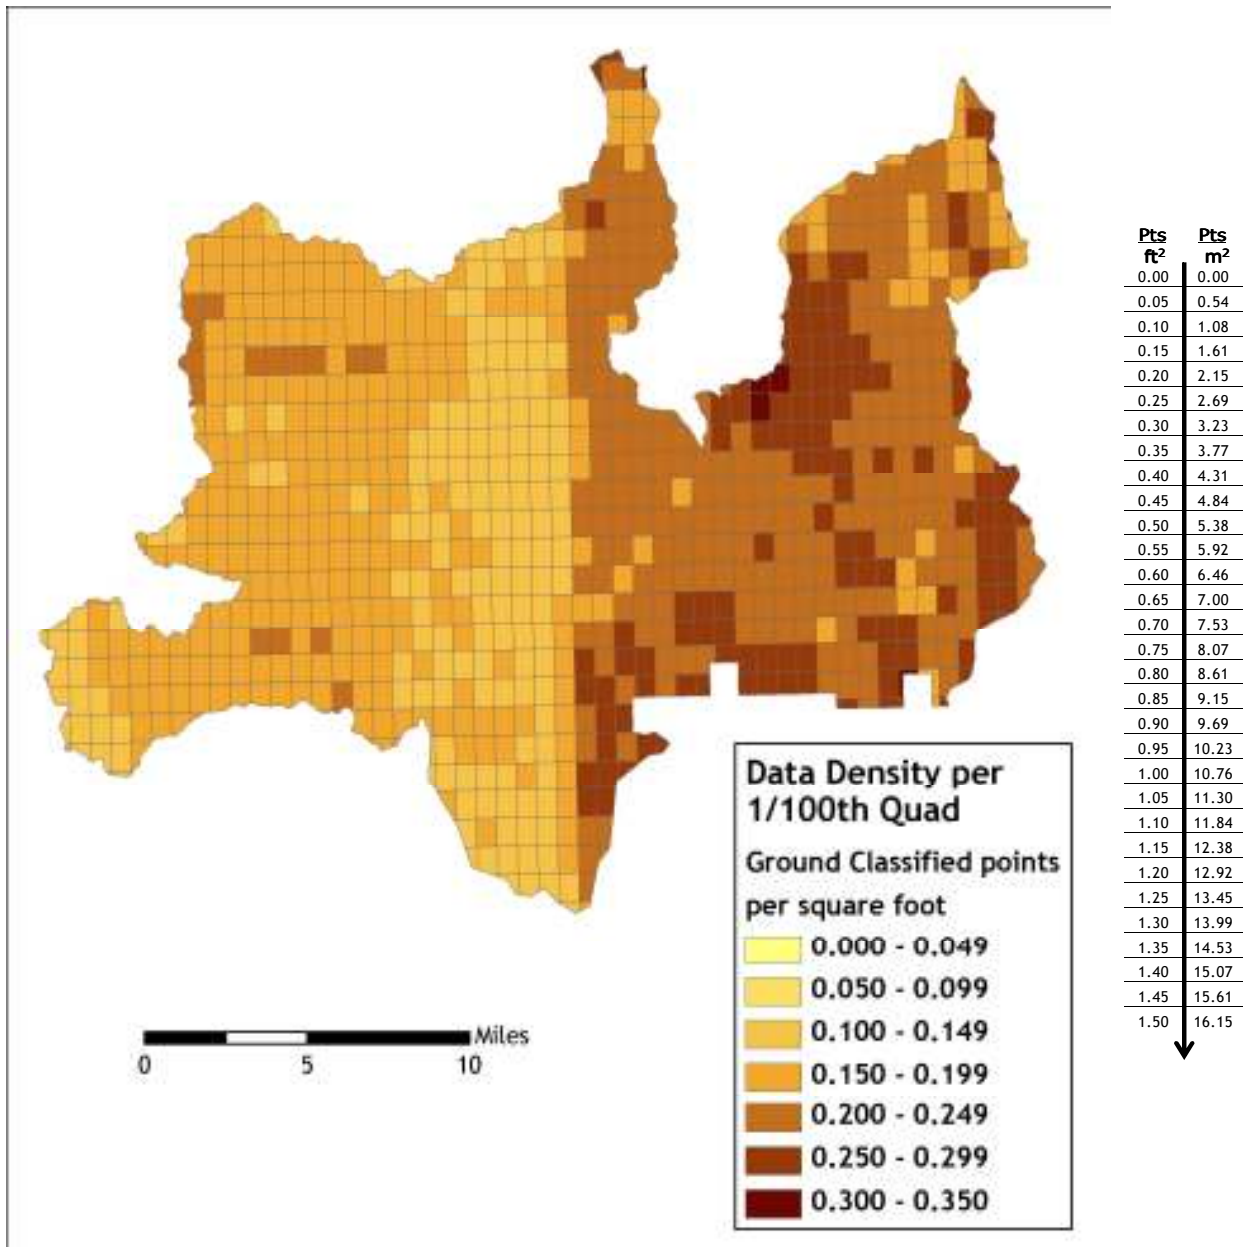 Pts Pts
ft² m²
0.00 0.00
0.05 0.54
0.10 1.08
0.15 1.61
0.20 2.15
0.25 2.69
0.30 3.23
0.35 3.77
0.40 4.31
0.45 4.84
0.50 5.38
0.55 5.92
0.60 6.46
0.65 7.00
0.70 7.53
0.75 8.07
0.80 8.61
0.85 9.15
0.90 9.69
0.95 10.23
1.00 10.76
1.05 11.30
1.10 11.84
1.15 12.38
1.20 12.92
1.25 13.45
1.30 13.99
1.35 14.53
1.40 15.07
1.45 15.61
1.50 16.15
Data Density per
1/100th Quad
Ground Classified points
per square foot
0.000 - 0.049
0.050 - 0.099
0.100 - 0.149
0.150 - 0.199
0.200 - 0.249
0.250 - 0.299
0.300 - 0.350
Miles
0 5 10